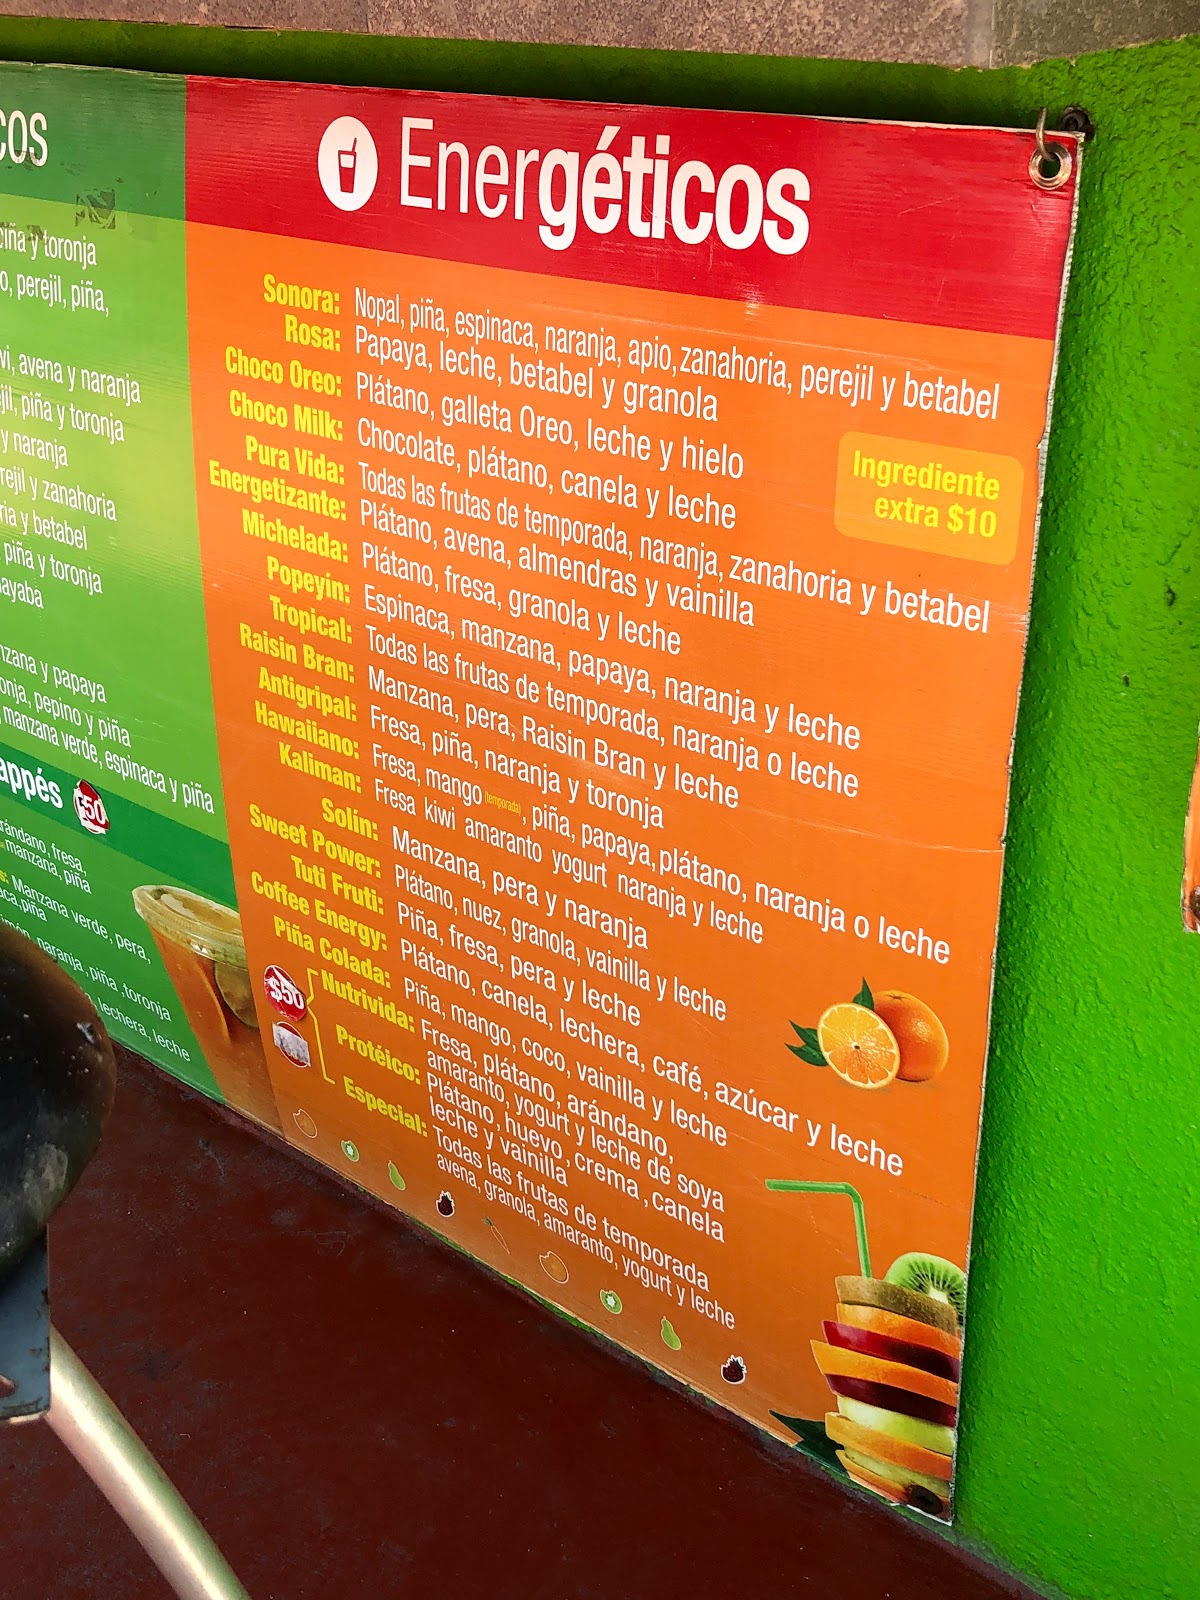 cos
ciña y toronja
o, perejil, piña,
wi, avena y naranja
ejil, piña y toronja
y naranja
rejil y zanahoria
ria y betabel
, piña y toronja
ayaba
nzana y papaya
onja, pepino y piña
, manzana verde, espinaca y piña
appés
$50
arándano, fresa,
manzana, piña
s: Manzana verde, pera,
aca, piña
naranja, piña ,toronja
lechera, leche
Energéticos
Sonora: Nopal, piña, espinaca, naranja, apio, zanahoria, perejil y betabel
Rosa: Papaya, leche, betabel y granola
Choco Oreo: Plátano, galleta Oreo, leche y hielo
Choco Milk: Chocolate, plátano, canela y leche
Pura Vida: Todas las frutas de temporada, naranja, zanahoria y betabel
Energetizante: Plátano, avena, almendras y vainilla
Michelada: Plátano, fresa, granola y leche
Popeyín: Espinaca, manzana, papaya, naranja y leche
Tropical: Todas las frutas de temporada, naranja o leche
Raisin Bran: Manzana, pera, Raisin Bran y leche
Antigripal: Fresa, piña, naranja y toronja
Hawaiiano: Fresa, mango (temporada), piña, papaya, plátano, naranja o leche
Kaliman: Fresa kiwi amaranto yogurt naranja y leche
Solín: Manzana, pera y naranja
Sweet Power: Plátano, nuez, granola, vainilla y leche
Tuti Fruti: Piña, fresa, pera y leche
Coffee Energy: Plátano, canela, lechera, café, azúcar y leche
Piña Colada: Piña, mango, coco, vainilla y leche
Nutrivida: Fresa, plátano, arándano,
amaranto, yogurt y leche de soya
Protéico: Plátano, huevo, crema , canela
leche y vainilla
Especial: Todas las frutas de temporada
avena, granola, amaranto, yogurt y leche
$50
Ingrediente
extra $10